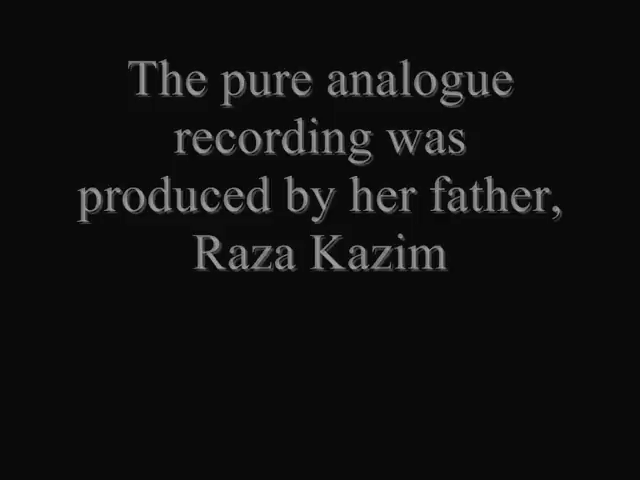 The pure analogue
recording was
produced by her father,
Raza Kazim